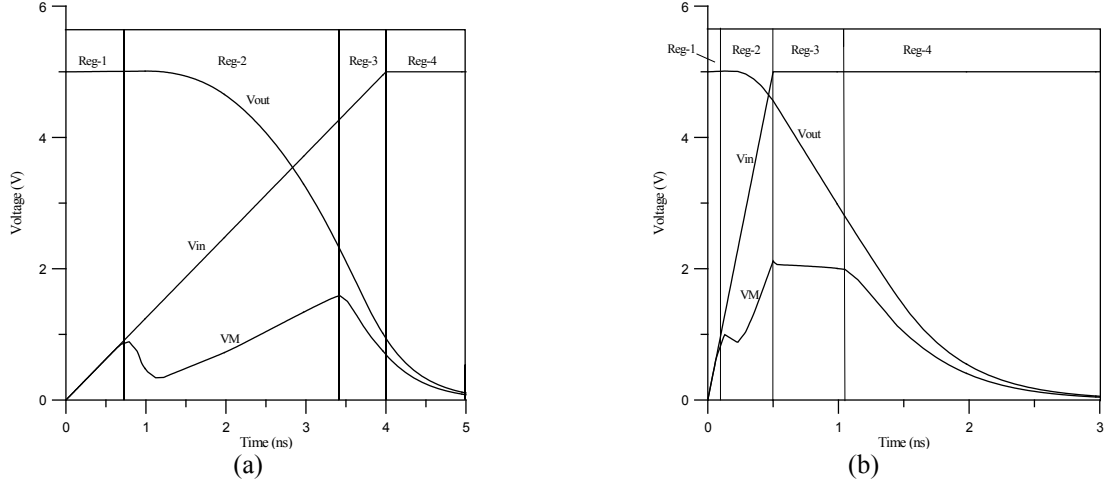 6
Reg-1
Reg-2
Reg-3
Reg-4
Vout
4
Voltage (V)
Vin
2
VM
0
0
1
2
3
4
5
Time (ns)
(a)
6
Reg-1
Reg-2
Reg-3
Reg-4
4
Vout
Vin
Voltage (V)
2
VM
0
0
1
2
3
Time (ns)
(b)